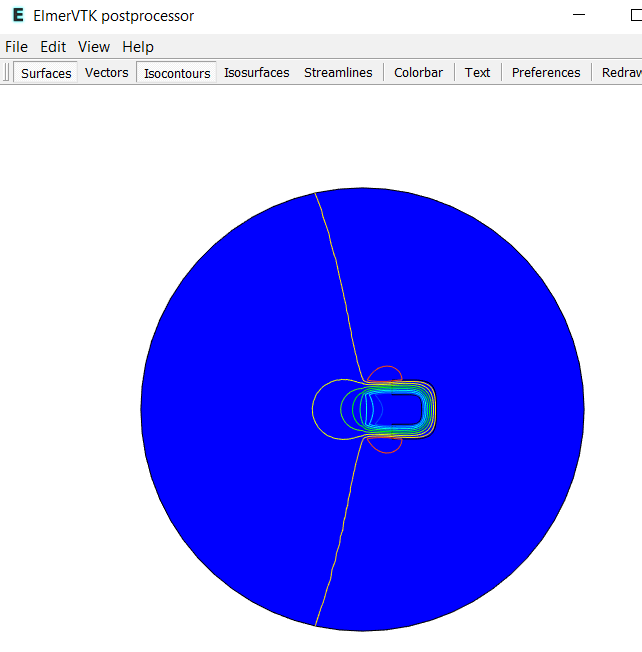 E ElmerVTK postprocessor
File Edit View Help
Surfaces Vectors Isocontours Isosurfaces Streamlines Colorbar Text Preferences Redraw